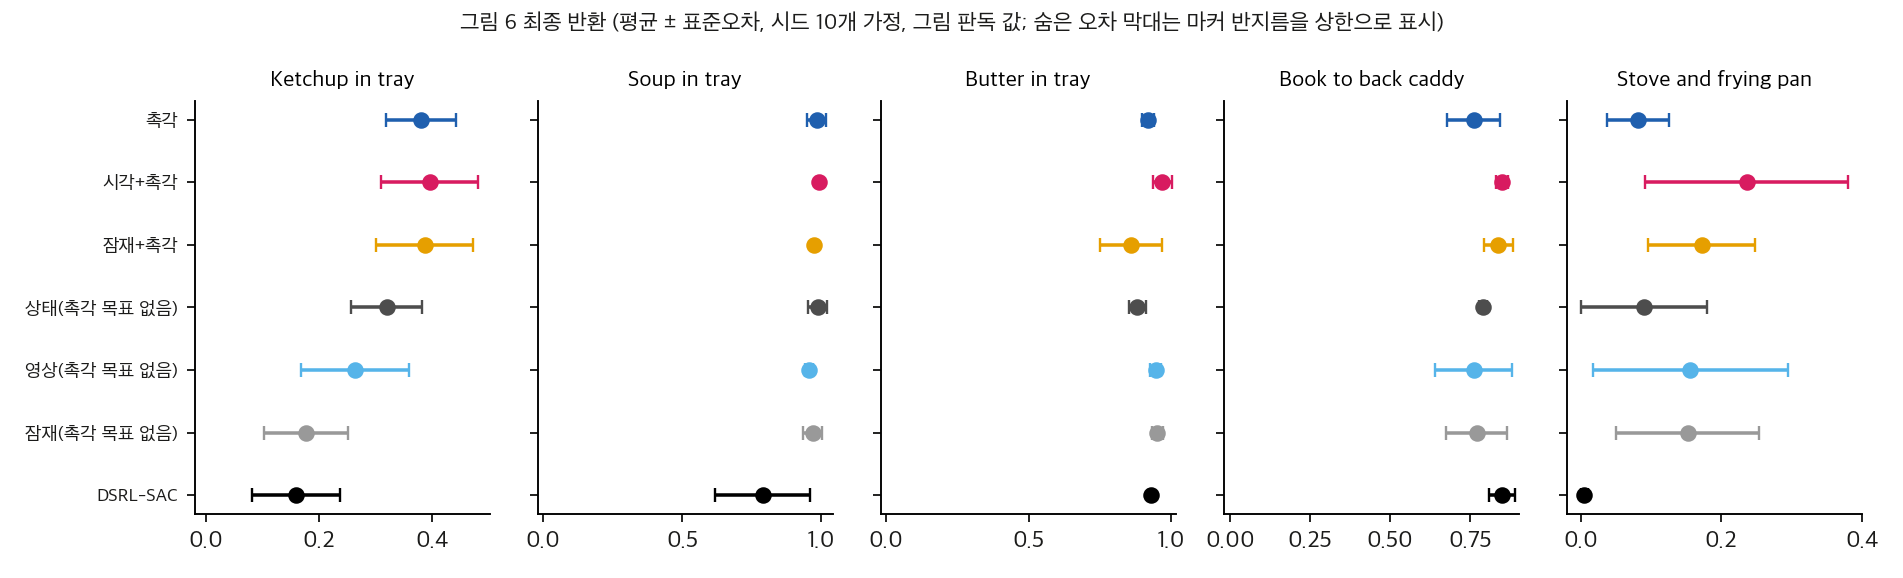 그림 6 최종 반환 (평균 ± 표준오차, 시드 10개 가정, 그림 판독 값; 숨은 오차 막대는 마커 반지름을 상한으로 표시)
Ketchup in tray
Soup in tray
Butter in tray
Book to back caddy
Stove and frying pan
촉각
시각+촉각
잠재+촉각
상태(촉각 목표 없음)
영상(촉각 목표 없음)
잠재(촉각 목표 없음)
DSRL-SAC
0.0 0.2 0.4
0.0 0.5 1.0
0.0 0.5 1.0
0.00 0.25 0.50 0.75
0.0 0.2 0.4